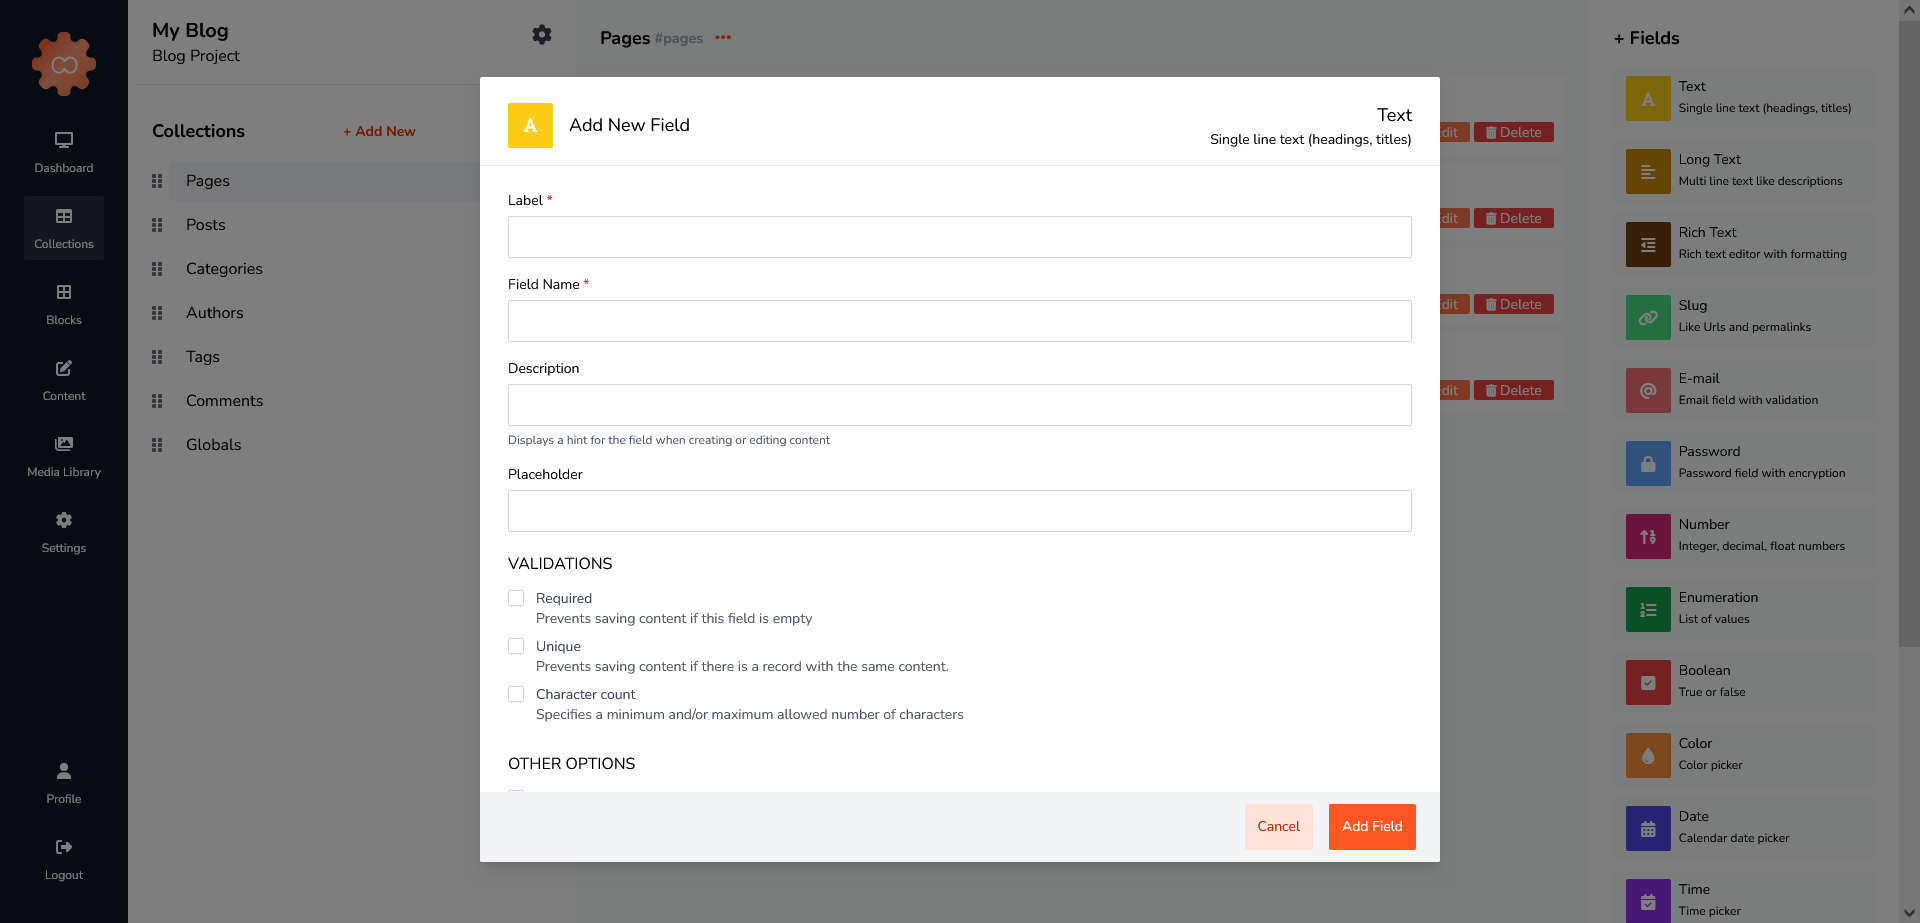 My Blog
Blog Project
Dashboard
Collections
Blocks
Content
Media Library
Settings
Profile
Logout
Collections
+ Add New
Pages
Posts
Categories
Authors
Tags
Comments
Globals
Pages #pages
Delete
Delete
Delete
Delete
A
Add New Field
Text
Single line text (headings, titles)
Label *
Field Name *
Description
Displays a hint for the field when creating or editing content
Placeholder
VALIDATIONS
Required
Prevents saving content if this field is empty
Unique
Prevents saving content if there is a record with the same content.
Character count
Specifies a minimum and/or maximum allowed number of characters
OTHER OPTIONS
Cancel
Add Field
+ Fields
A
Text
Single line text (headings, titles)
Long Text
Multi line text like descriptions
Rich Text
Rich text editor with formatting
Slug
Like Urls and permalinks
@
E-mail
Email field with validation
Password
Password field with encryption
Number
Integer, decimal, float numbers
Enumeration
List of values
Boolean
True or false
Color
Color picker
Date
Calendar date picker
Time
Time picker